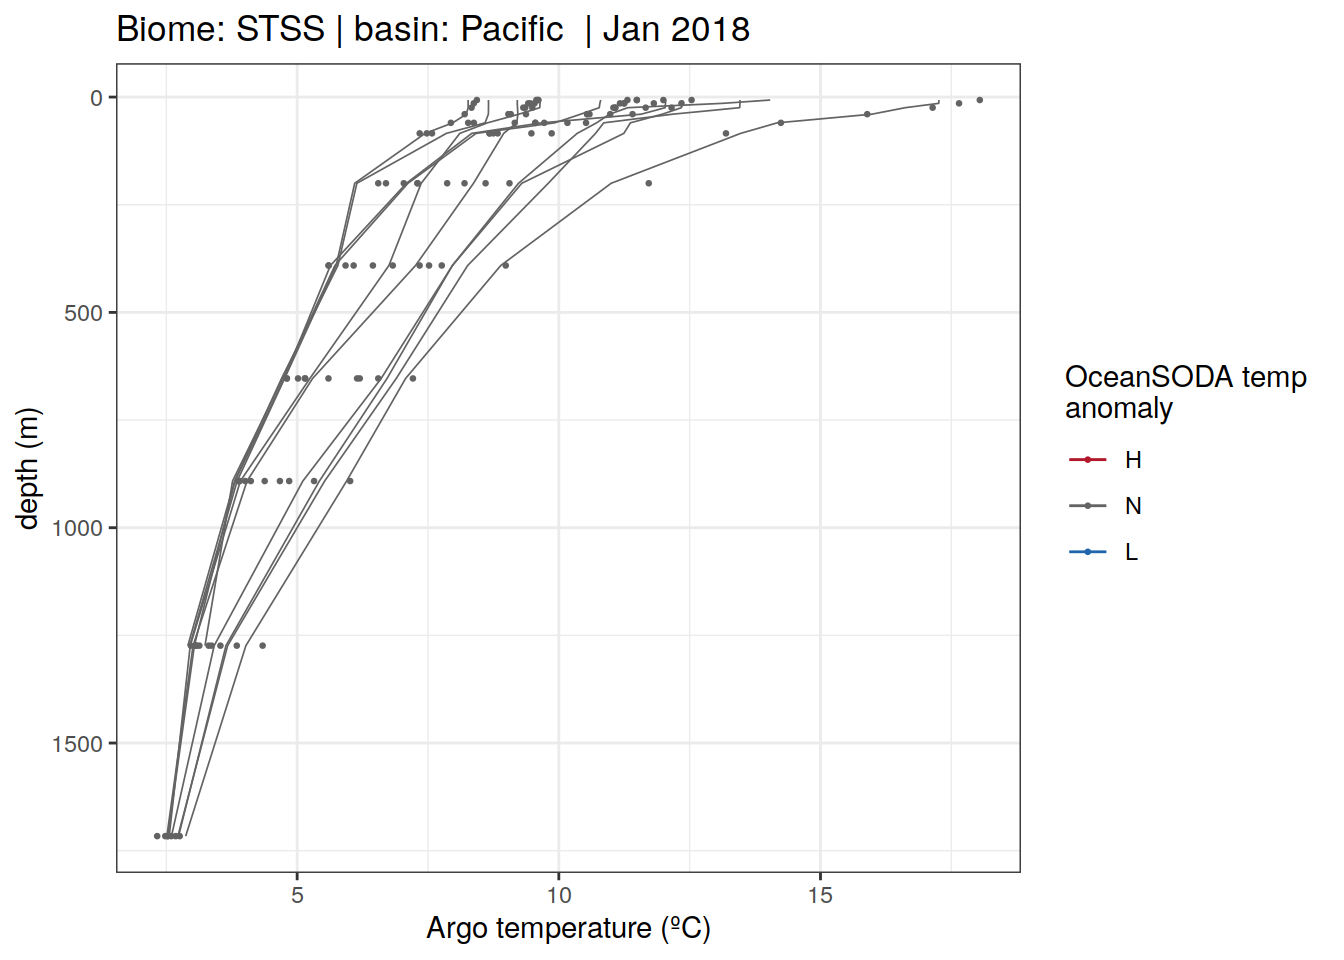 Biome: STSS | basin: Pacific  | Jan 2018
0
500
1000
1500
depth (m)
5
10
15
Argo temperature (ºC)
OceanSODA temp
anomaly
H
N
L